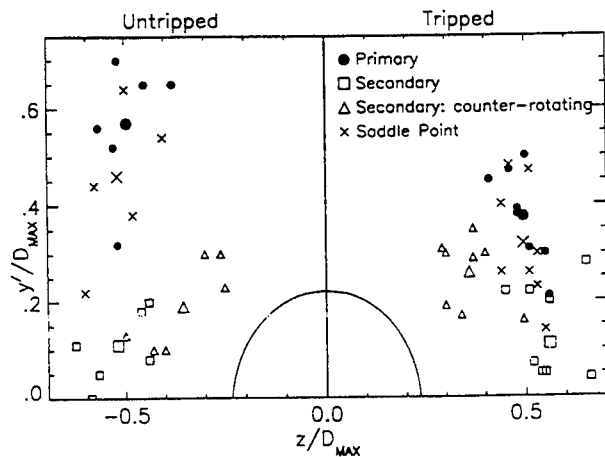 Untripped Tripped
● Primary
□ Secondary
△ Secondary: counter-rotating
× Saddle Point
.6
.4
.2
.0
y'/D_MAX
-0.5 0.0 0.5
z/D_MAX